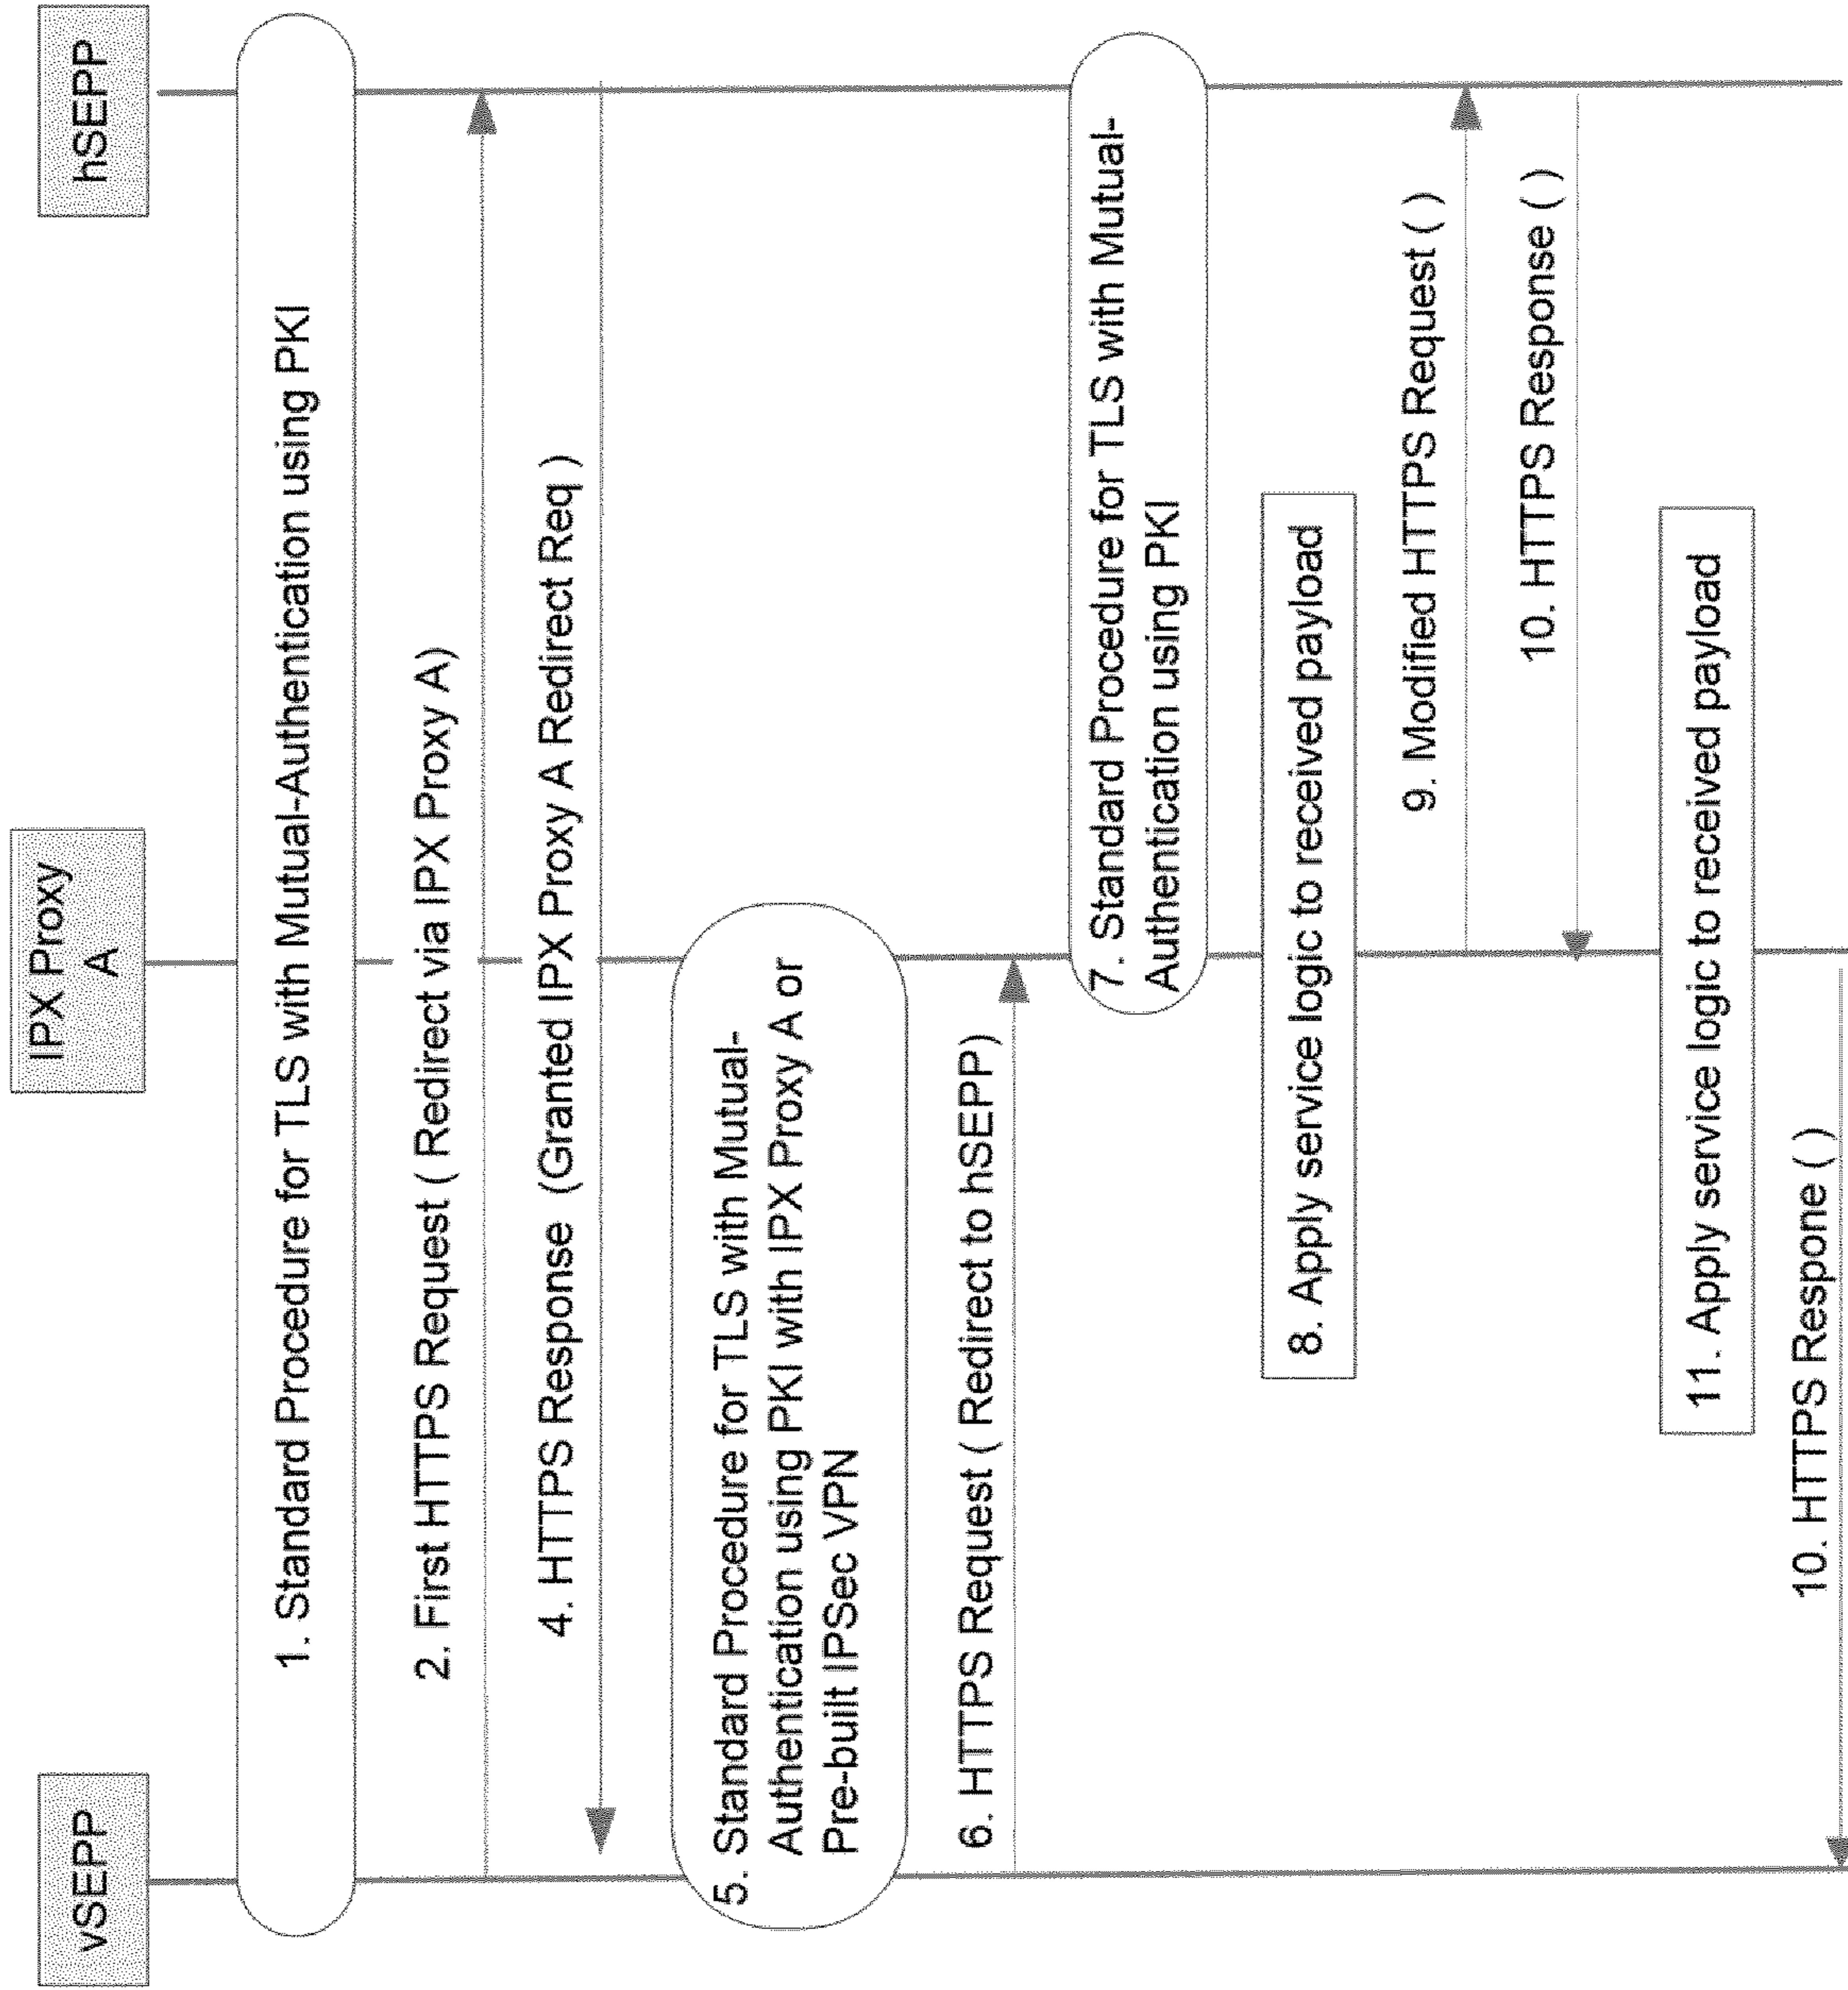 vSEPP
IPX Proxy
A
hSEPP
1. Standard Procedure for TLS with Mutual-Authentication using PKI
2. First HTTPS Request ( Redirect via IPX Proxy A)
4. HTTPS Response (Granted IPX Proxy A Redirect Req )
5. Standard Procedure for TLS with Mutual-
Authentication using PKI with IPX Proxy A or
Pre-built IPSec VPN
6. HTTPS Request ( Redirect to hSEPP)
7. Standard Procedure for TLS with Mutual-
Authentication using PKI
8. Apply service logic to received payload
9. Modified HTTPS Request ( )
10. HTTPS Response ( )
11. Apply service logic to received payload
10. HTTPS Respone ( )